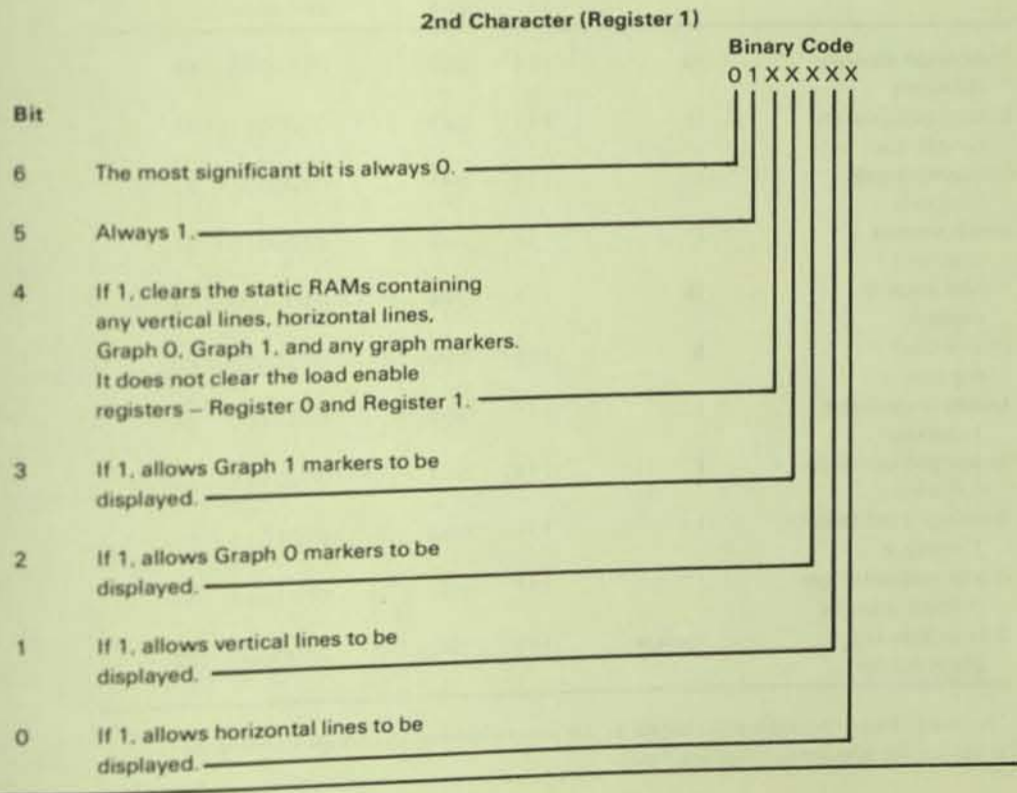 2nd Character (Register 1)
Binary Code
0 1 X X X X X
Bit
6 The most significant bit is always 0.
5 Always 1.
4 If 1, clears the static RAMs containing
any vertical lines, horizontal lines,
Graph 0, Graph 1, and any graph markers.
It does not clear the load enable
registers – Register 0 and Register 1.
3 If 1, allows Graph 1 markers to be
displayed.
2 If 1, allows Graph 0 markers to be
displayed.
1 If 1, allows vertical lines to be
displayed.
0 If 1, allows horizontal lines to be
displayed.